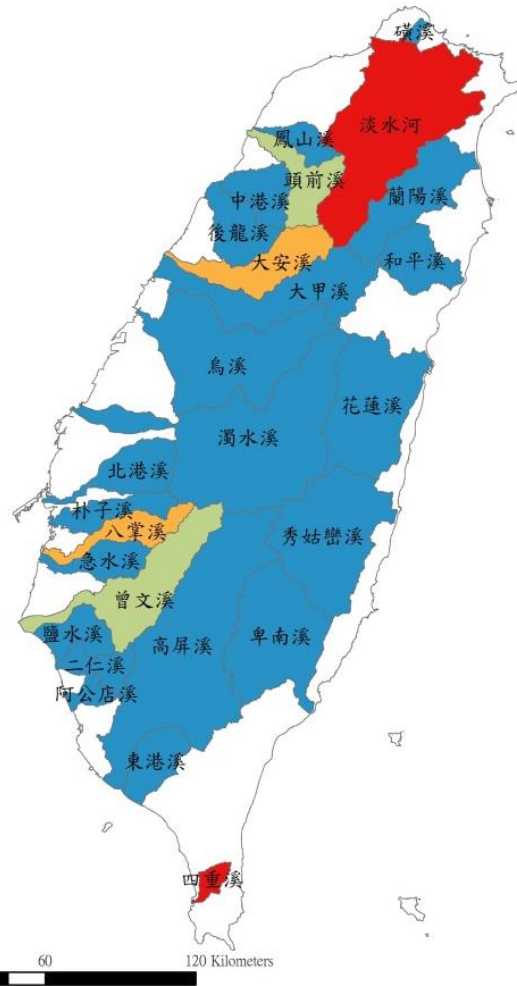 磺溪
淡水河
鳳山溪
頭前溪
中港溪
蘭陽溪
後龍溪
大安溪
和平溪
大甲溪
烏溪
花蓮溪
濁水溪
北港溪
朴子溪
八掌溪
秀姑巒溪
急水溪
曾文溪
鹽水溪
高屏溪
卑南溪
二仁溪
阿公店溪
東港溪
四重溪
60
120 Kilometers